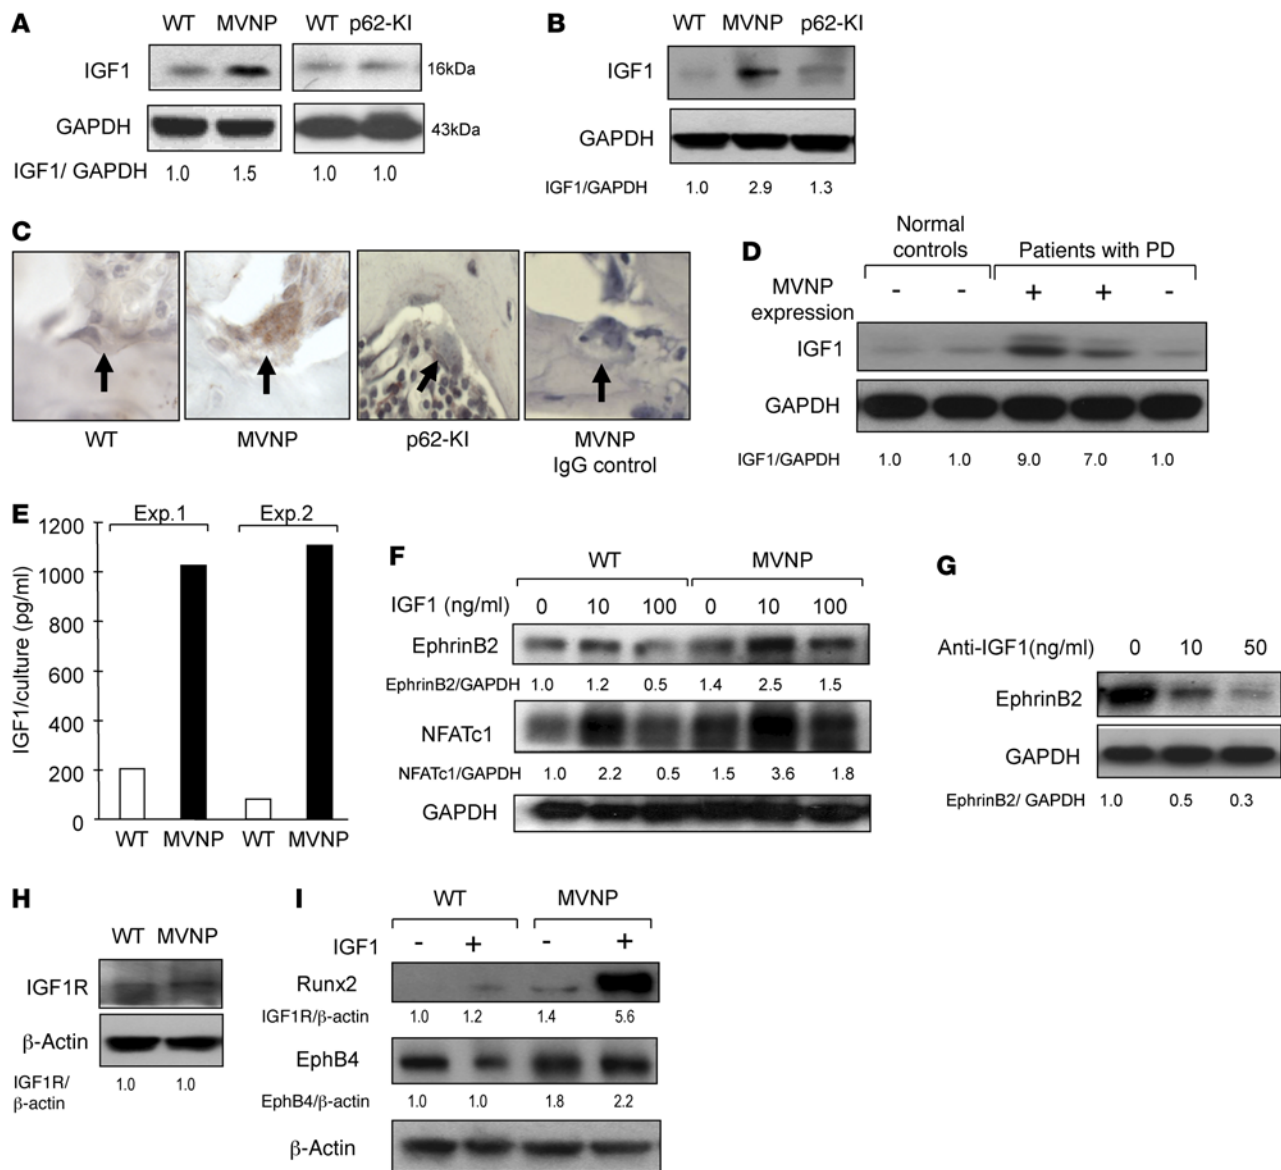 A
WT MVNP WT p62-KI
IGF1 16kDa
GAPDH 43kDa
IGF1/ GAPDH 1.0 1.5 1.0 1.0
B
WT MVNP p62-KI
IGF1
GAPDH
IGF1/GAPDH 1.0 2.9 1.3
C
WT MVNP p62-KI MVNP
IgG control
D
Normal
controls Patients with PD
MVNP
expression - - + + -
IGF1
GAPDH
IGF1/GAPDH 1.0 1.0 9.0 7.0 1.0
E
Exp.1 Exp.2
IGF1/culture (pg/ml)
1200
1000
800
600
400
200
0
WT MVNP WT MVNP
F
WT MVNP
IGF1 (ng/ml) 0 10 100 0 10 100
EphrinB2
EphrinB2/GAPDH 1.0 1.2 0.5 1.4 2.5 1.5
NFATc1
NFATc1/GAPDH 1.0 2.2 0.5 1.5 3.6 1.8
GAPDH
G
Anti-IGF1(ng/ml) 0 10 50
EphrinB2
GAPDH
EphrinB2/ GAPDH 1.0 0.5 0.3
H
WT MVNP
IGF1R
β-Actin
IGF1R/
β-actin 1.0 1.0
I
WT MVNP
IGF1 - + - +
Runx2
IGF1R/β-actin 1.0 1.2 1.4 5.6
EphB4
EphB4/β-actin 1.0 1.0 1.8 2.2
β-Actin